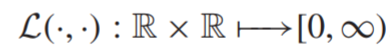 ℒ(·, ·) : ℝ × ℝ ⟼ [0, ∞)